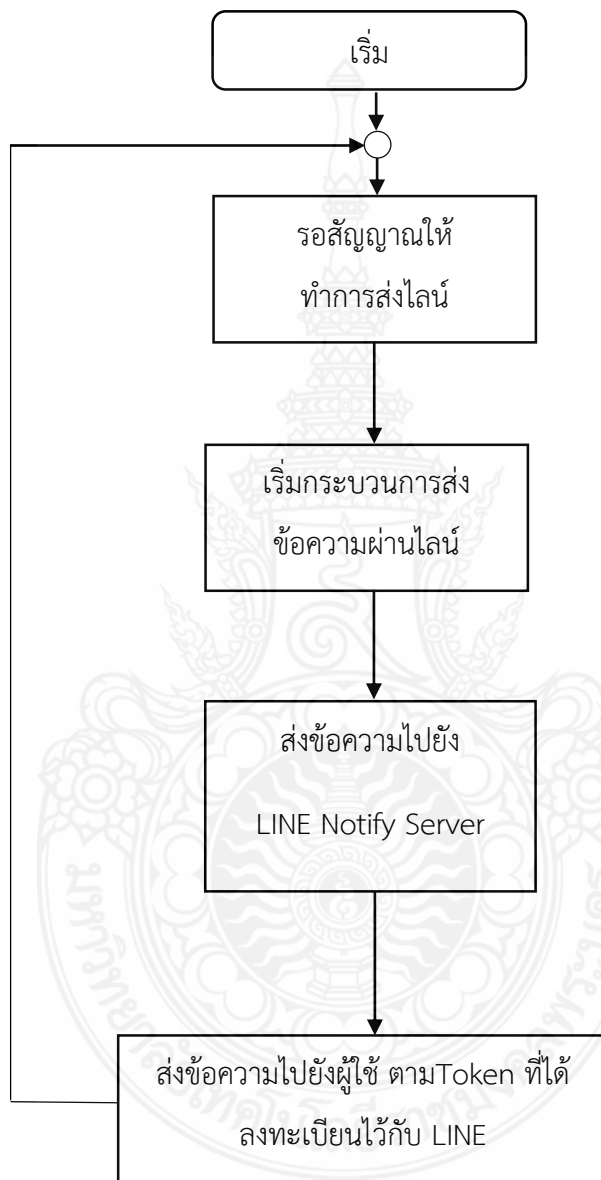 เริ่ม
รอสัญญาณให้
ทำการส่งไลน์
เริ่มกระบวนการส่ง
ข้อความผ่านไลน์
ส่งข้อความไปยัง
LINE Notify Server
ส่งข้อความไปยังผู้ใช้ ตามToken ที่ได้
ลงทะเบียนไว้กับ LINE